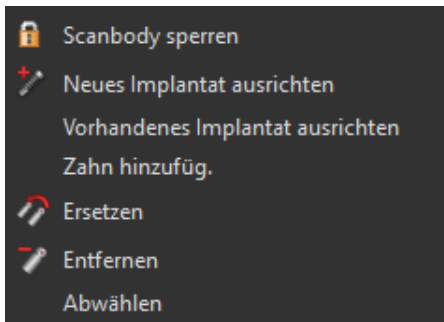 Scanbody sperren
Neues Implantat ausrichten
Vorhandenes Implantat ausrichten
Zahn hinzufüg.
Ersetzen
Entfernen
Abwählen